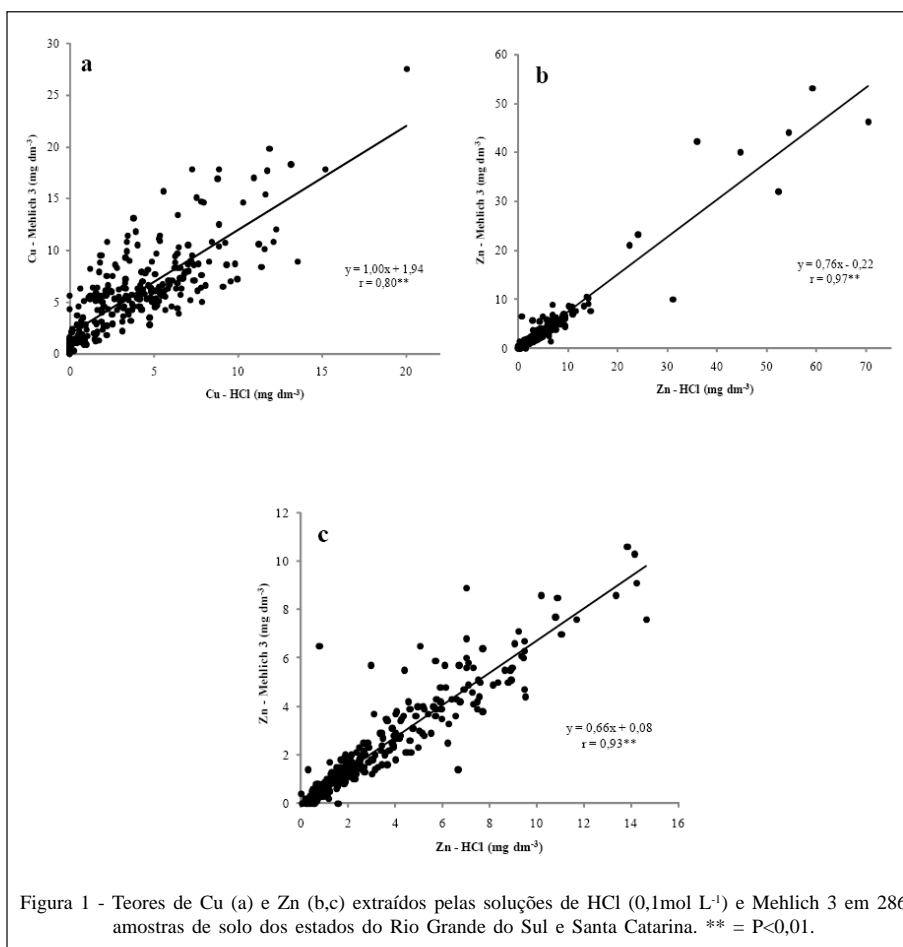 a
30
25
20
15
10
5
0
0
5
10
15
20
Cu - Mehlich 3 (mg dm-3)
Cu - HCl (mg dm-3)
y = 1,00x + 1,94
r = 0,80**
b
60
50
40
30
20
10
0
0
10
20
30
40
50
60
70
Zn - Mehlich 3 (mg dm-3)
Zn - HCl (mg dm-3)
y = 0,76x - 0,22
r = 0,97**
c
12
10
8
6
4
2
0
0
2
4
6
8
10
12
14
16
Zn - Mehlich 3 (mg dm-3)
Zn - HCl (mg dm-3)
y = 0,66x + 0,08
r = 0,93**
Figura 1 - Teores de Cu (a) e Zn (b,c) extraídos pelas soluções de HCl (0,1mol L-1) e Mehlich 3 em 286
amostras de solo dos estados do Rio Grande do Sul e Santa Catarina. ** = P<0,01.